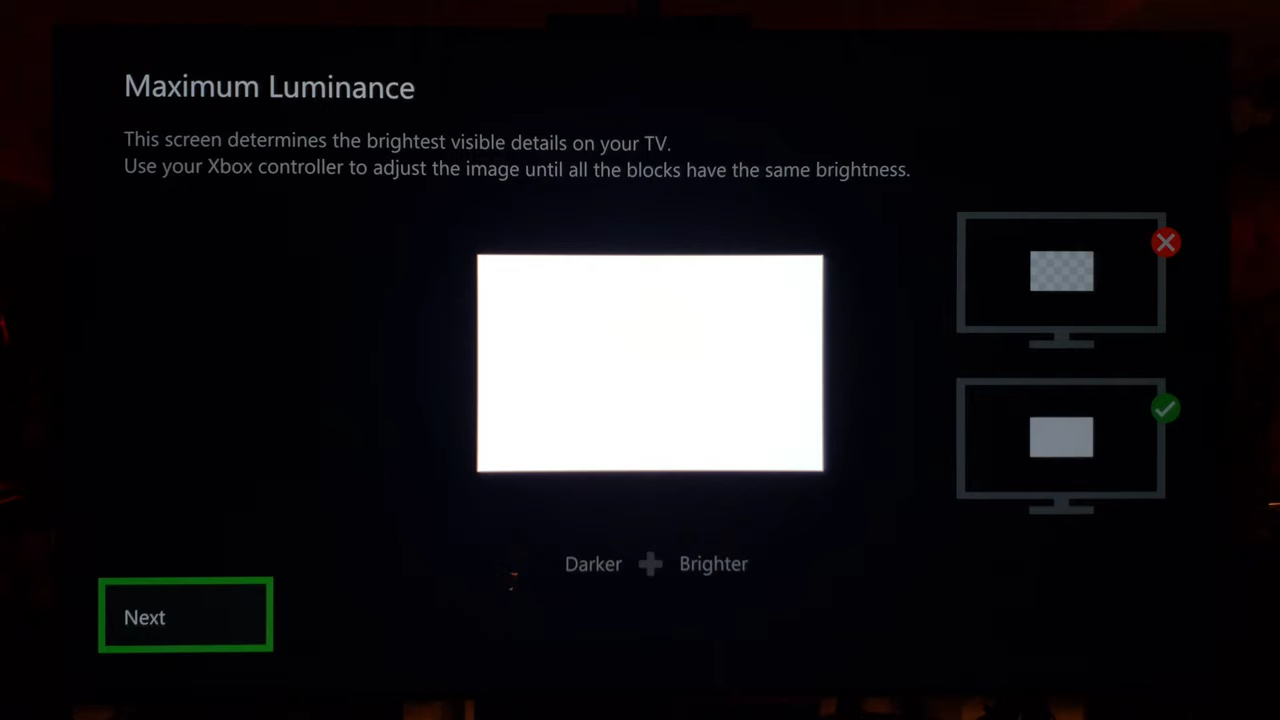 Maximum Luminance
This screen determines the brightest visible details on your TV.
Use your Xbox controller to adjust the image until all the blocks have the same brightness.
Darker Brighter
Next